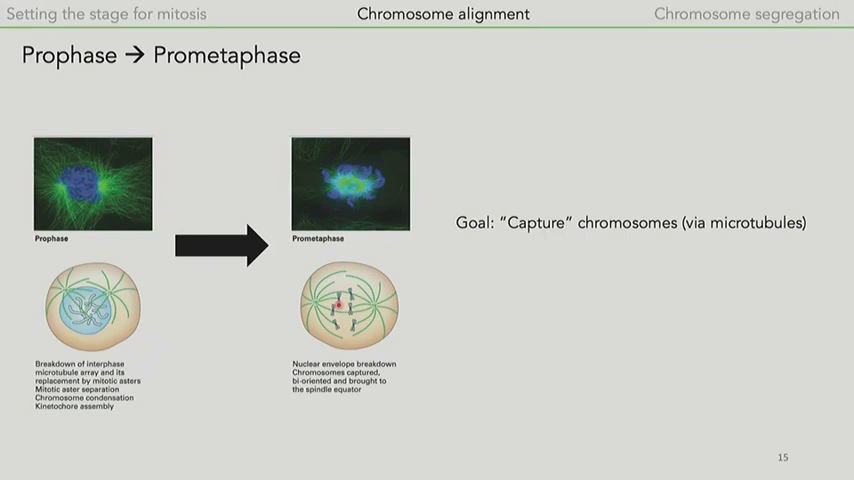 Setting the stage for mitosis
Chromosome alignment
Chromosome segregation
Prophase → Prometaphase
Prophase
Prometaphase
Goal: “Capture” chromosomes (via microtubules)
Breakdown of interphase
microtubule array and its
replacement by mitotic asters
Mitotic aster separation
Chromosome condensation
Kinetochore assembly
Nuclear envelope breakdown
Chromosomes captured,
bi-oriented and brought to
the spindle equator
15